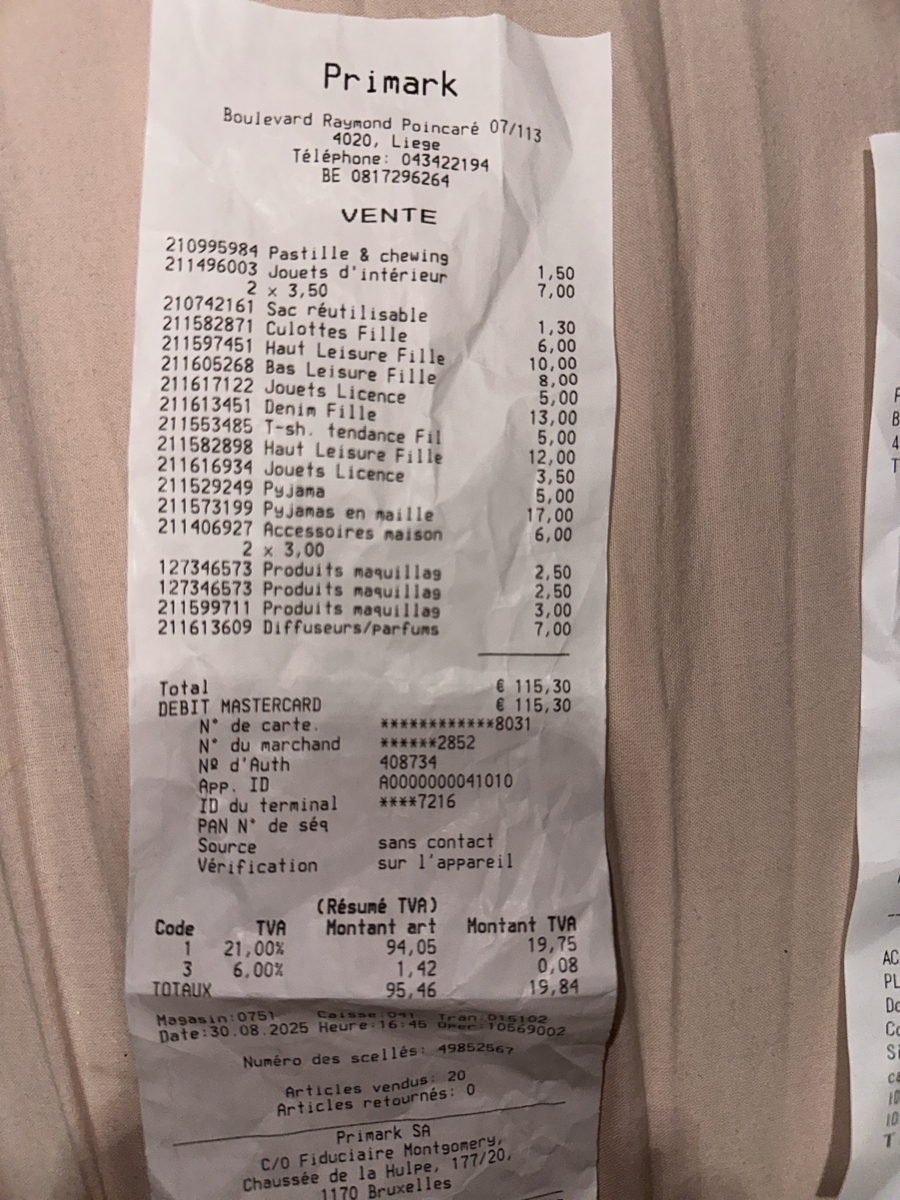 Primark
Boulevard Raymond Poincaré 07/113
4020, Liege
Téléphone: 043422194
BE 0817296264
VENTE
210995984 Pastille & chewing 1,50
211496003 Jouets d'intérieur 7,00
2 x 3,50
210742161 Sac réutilisable 1,30
211582871 Culottes Fille 6,00
211597451 Haut Leisure Fille 10,00
211605268 Bas Leisure Fille 8,00
211617122 Jouets Licence 5,00
211613451 Denim Fille 13,00
211553485 T-sh. tendance Fil 5,00
211582898 Haut Leisure Fille 12,00
211616934 Jouets Licence 3,50
211529249 Pyjama 5,00
211573199 Pyjamas en maille 17,00
211406927 Accessoires maison 6,00
2 x 3,00
127346573 Produits maquillag 2,50
127346573 Produits maquillag 2,50
211599711 Produits maquillag 3,00
211613609 Diffuseurs/parfums 7,00
Total € 115,30
DEBIT MASTERCARD € 115,30
N° de carte. ************8031
N° du marchand ******2852
Nº d'Auth 408734
App. ID A0000000041010
ID du terminal ****7216
PAN N° de séq
Source sans contact
Vérification sur l'appareil
(Résumé TVA)
Code TVA Montant art Montant TVA
1 21,00% 94,05 19,75
3 6,00% 1,42 0,08
TOTAUX 95,46 19,84
Magasin:0751 Caisse:041 Tran:015102
Date:30.08.2025 Heure:16:45 Oper:10569002
Numéro des scellés: 49852567
Articles vendus: 20
Articles retournés: 0
Primark SA
C/O Fiduciaire Montgomery,
Chaussée de la Hulpe, 177/20,
1170 Bruxelles